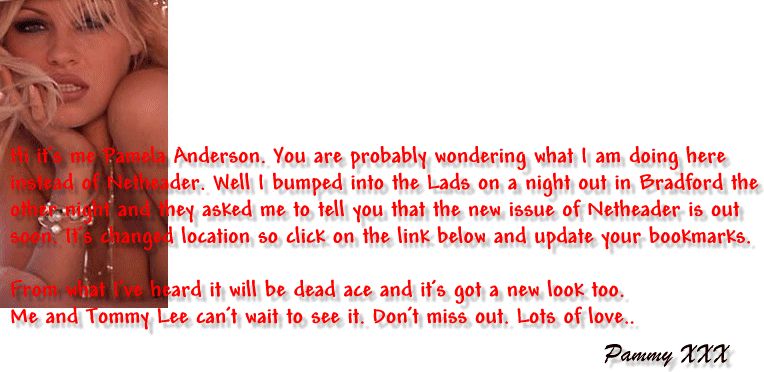 Hi it's me Pamela Anderson. You are probably wondering what I am doing here
instead of Netheader. Well I bumped into the Lads on a night out in Bradford the
other night and they asked me to tell you that the new issue of Netheader is out
soon. It's changed location so click on the link below and update your bookmarks.
From what I've heard it will be dead ace and it's got a new look too.
Me and Tommy Lee can't wait to see it. Don't miss out. Lots of love..
Pammy XXX